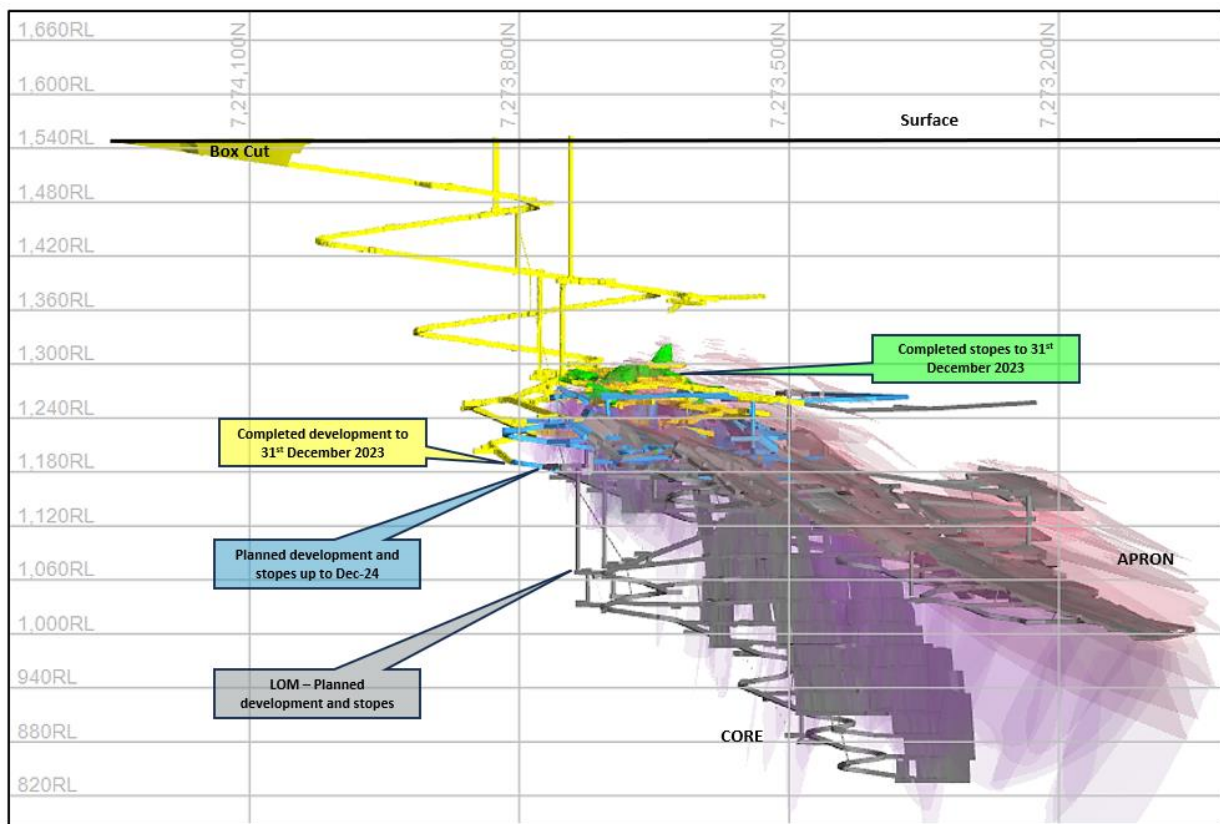 1,660RL
7,274,100N
7,273,800N
7,273,500N
7,273,200N
1,600RL
Surface
1,540RL
Box Cut
1,480RL
1,420RL
1,360RL
1,300RL
Completed stopes to 31st
December 2023
1,240RL
Completed development to
31st December 2023
1,180RL
1,120RL
Planned development and
stopes up to Dec-24
APRON
1,060RL
1,000RL
LOM – Planned
development and stopes
940RL
CORE
880RL
820RL